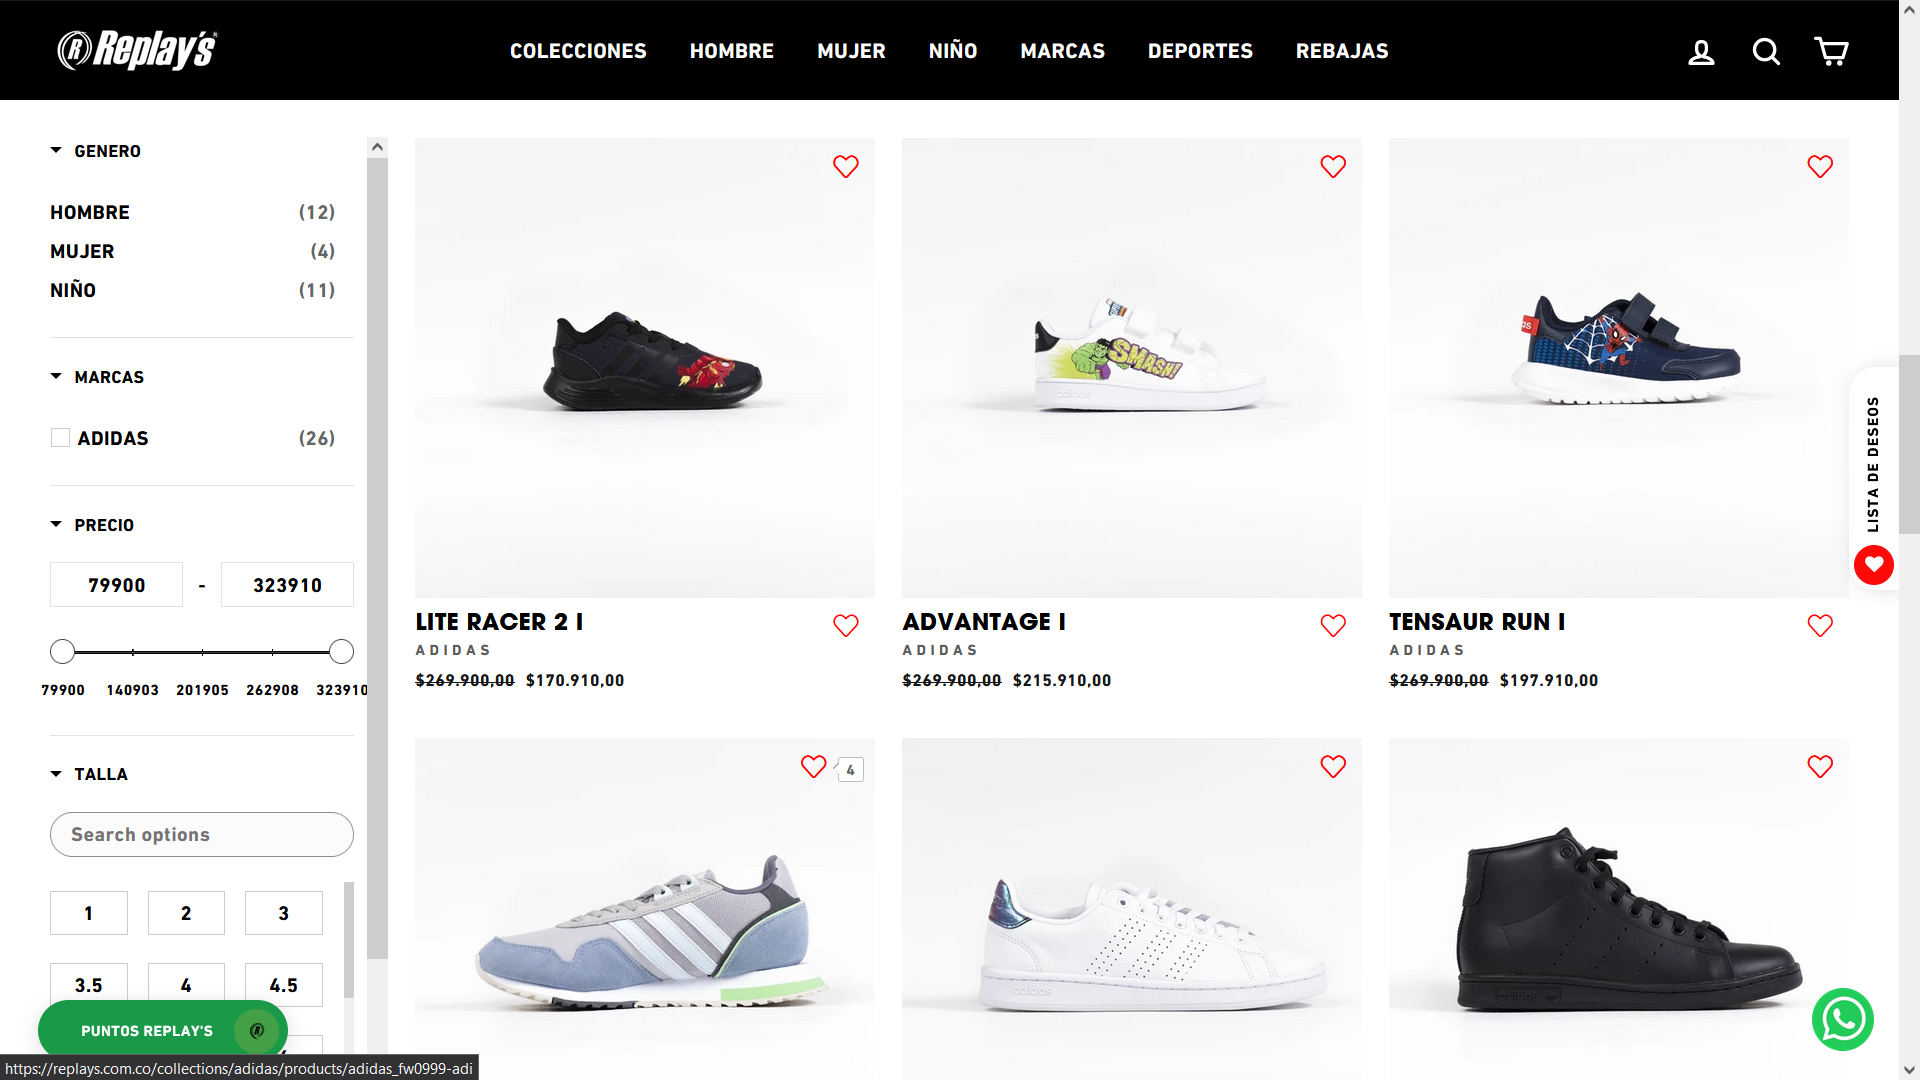 Replay's
COLECCIONES HOMBRE MUJER NIÑO MARCAS DEPORTES REBAJAS
GENERO
HOMBRE (12)
MUJER (4)
NIÑO (11)
MARCAS
ADIDAS (26)
PRECIO
79900 - 323910
79900 140903 201905 262908 323910
TALLA
Search options
1 2 3
3.5 4 4.5
PUNTOS REPLAY'S
https://replays.com.co/collections/adidas/products/adidas_fw0999-adi
SMASH!
LITE RACER 2 I
ADIDAS
$269.900,00 $170.910,00
ADVANTAGE I
ADIDAS
$269.900,00 $215.910,00
TENSAUR RUN I
ADIDAS
$269.900,00 $197.910,00
4
adidas
LISTA DE DESEOS